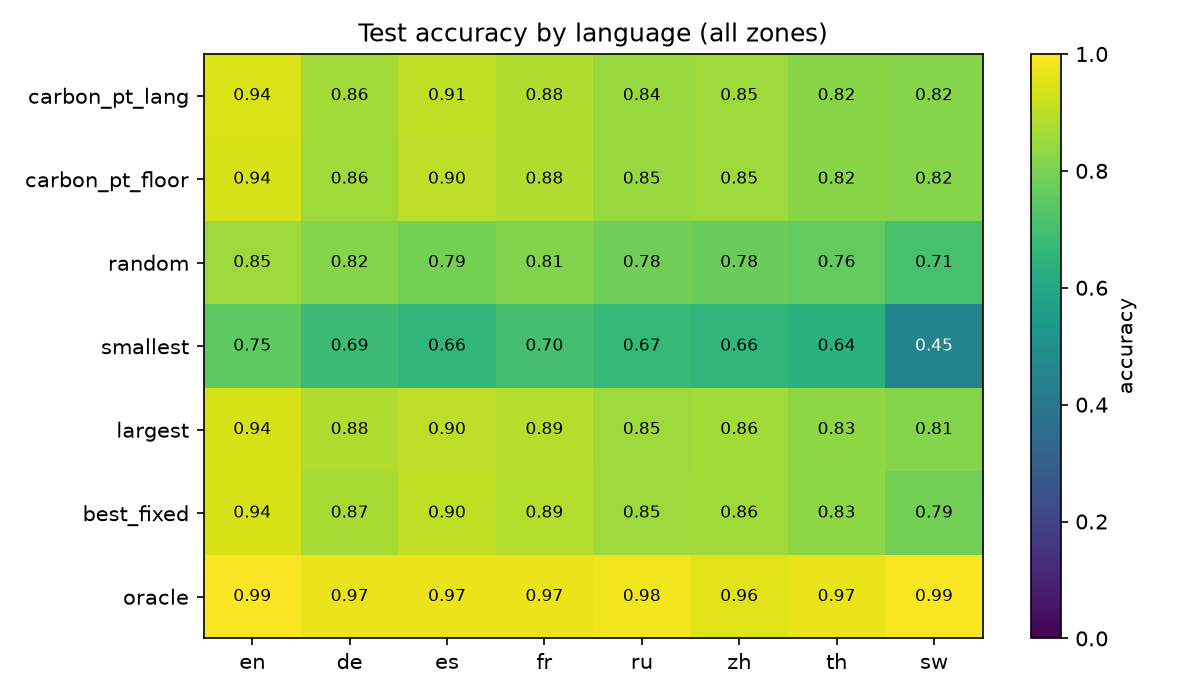 Test accuracy by language (all zones)
carbon_pt_lang 0.94 0.86 0.91 0.88 0.84 0.85 0.82 0.82
carbon_pt_floor 0.94 0.86 0.90 0.88 0.85 0.85 0.82 0.82
random 0.85 0.82 0.79 0.81 0.78 0.78 0.76 0.71
smallest 0.75 0.69 0.66 0.70 0.67 0.66 0.64 0.45
largest 0.94 0.88 0.90 0.89 0.85 0.86 0.83 0.81
best_fixed 0.94 0.87 0.90 0.89 0.85 0.86 0.83 0.79
oracle 0.99 0.97 0.97 0.97 0.98 0.96 0.97 0.99
en de es fr ru zh th sw
1.0
0.8
0.6
0.4
0.2
0.0
accuracy